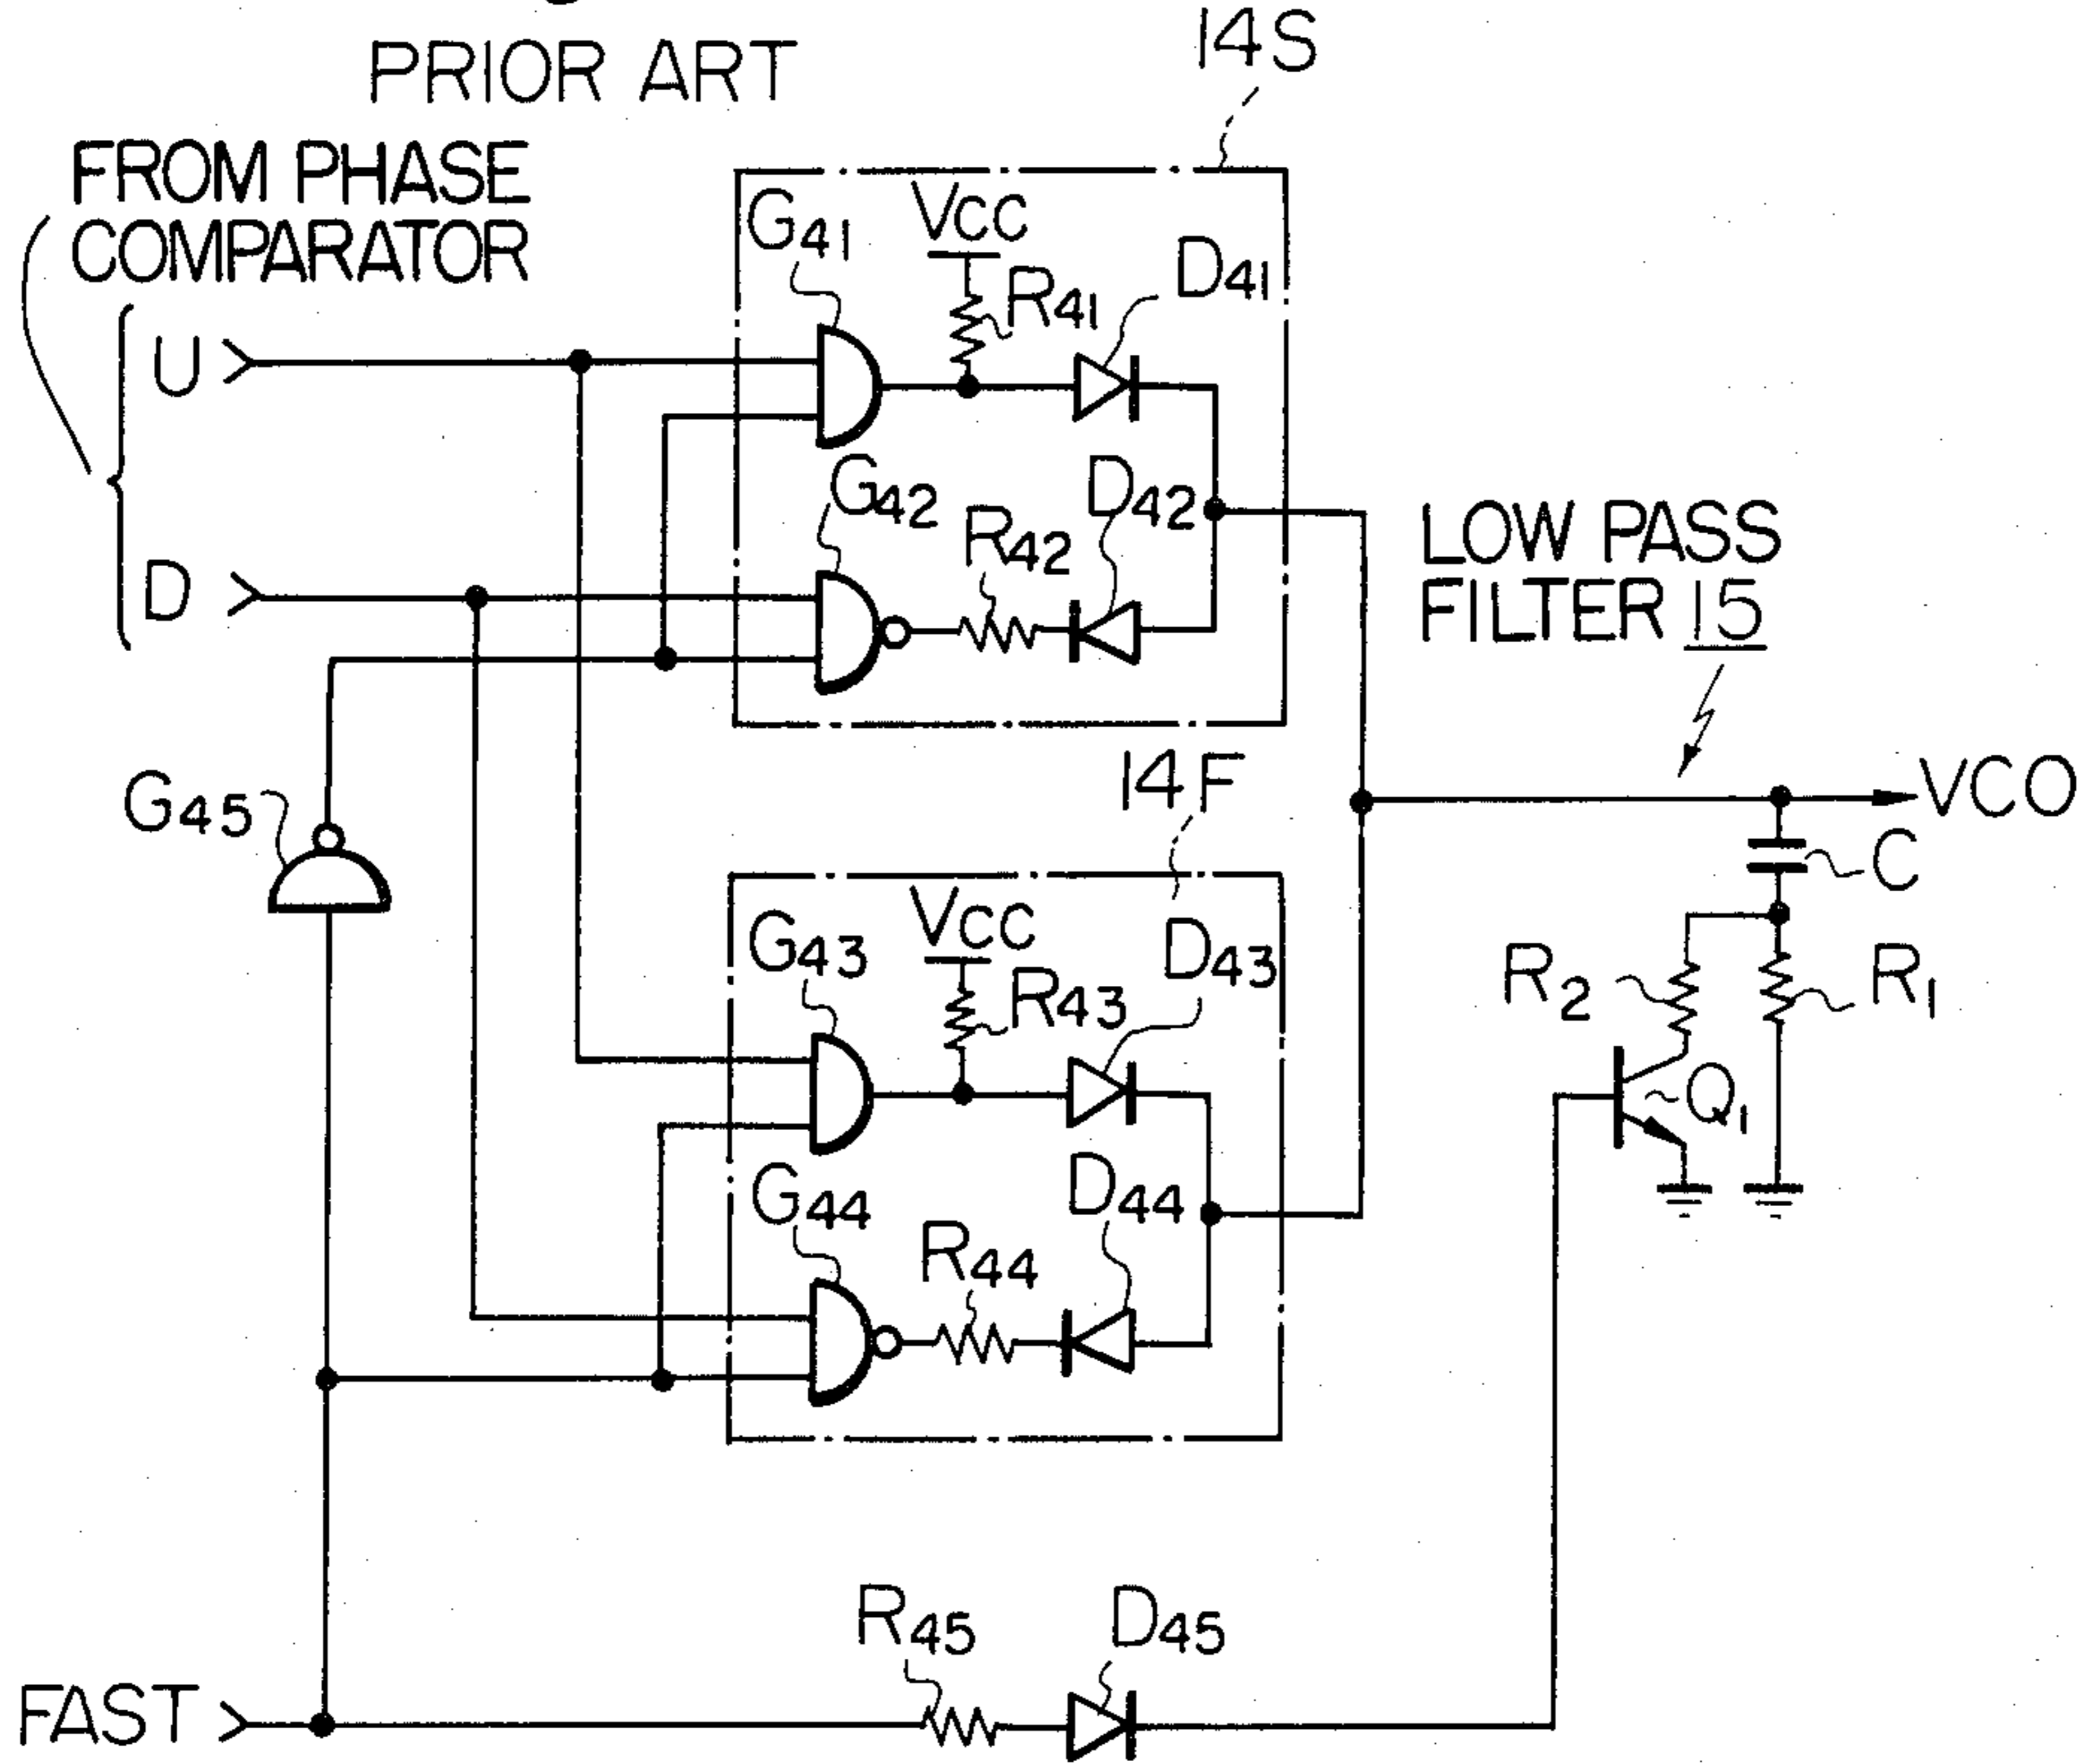 PRIOR ART
14S
FROM PHASE
COMPARATOR
G41
VCC
R41
D41
U
G42
R42
D42
D
LOW PASS
FILTER 15
14F
G45
VCO
C
G43
VCC
R43
D43
R2
R1
Q1
G44
R44
D44
R45
D45
FAST